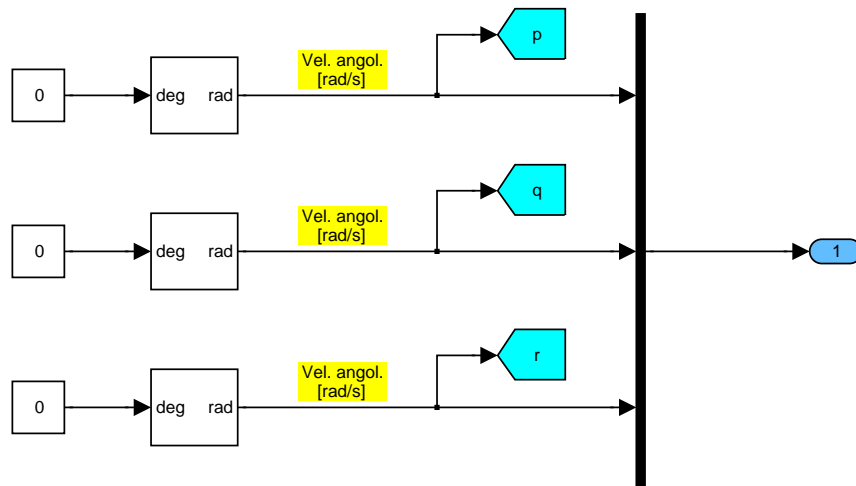 p
Vel. angol.
[rad/s]
0
deg rad
q
Vel. angol.
[rad/s]
0
deg rad
1
r
Vel. angol.
[rad/s]
0
deg rad